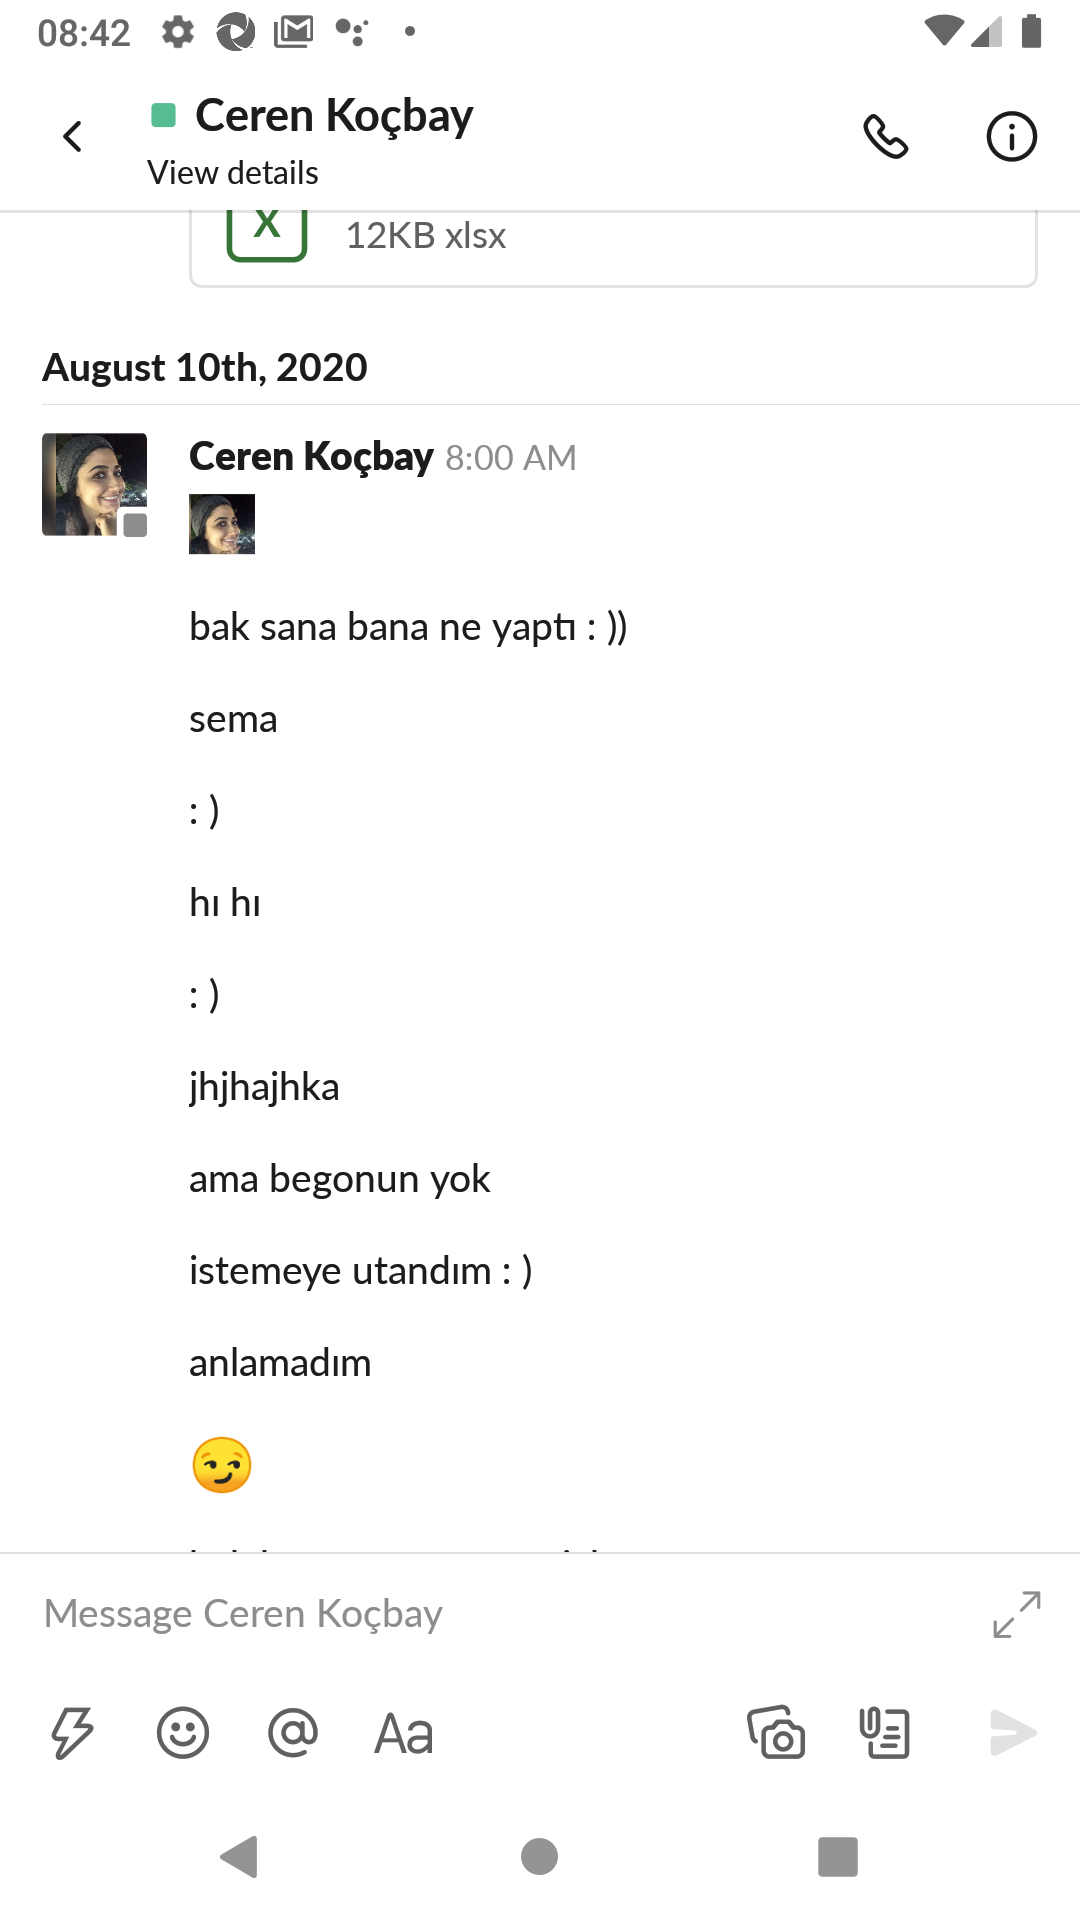 08:42
Ceren Koçbay
View details
X
12KB xlsx
August 10th, 2020
Ceren Koçbay 8:00 AM
bak sana bana ne yaptı : ))
sema
: )
hı hı
: )
jhjhajhka
ama begonun yok
istemeye utandım : )
anlamadım
Message Ceren Koçbay
@ Aa